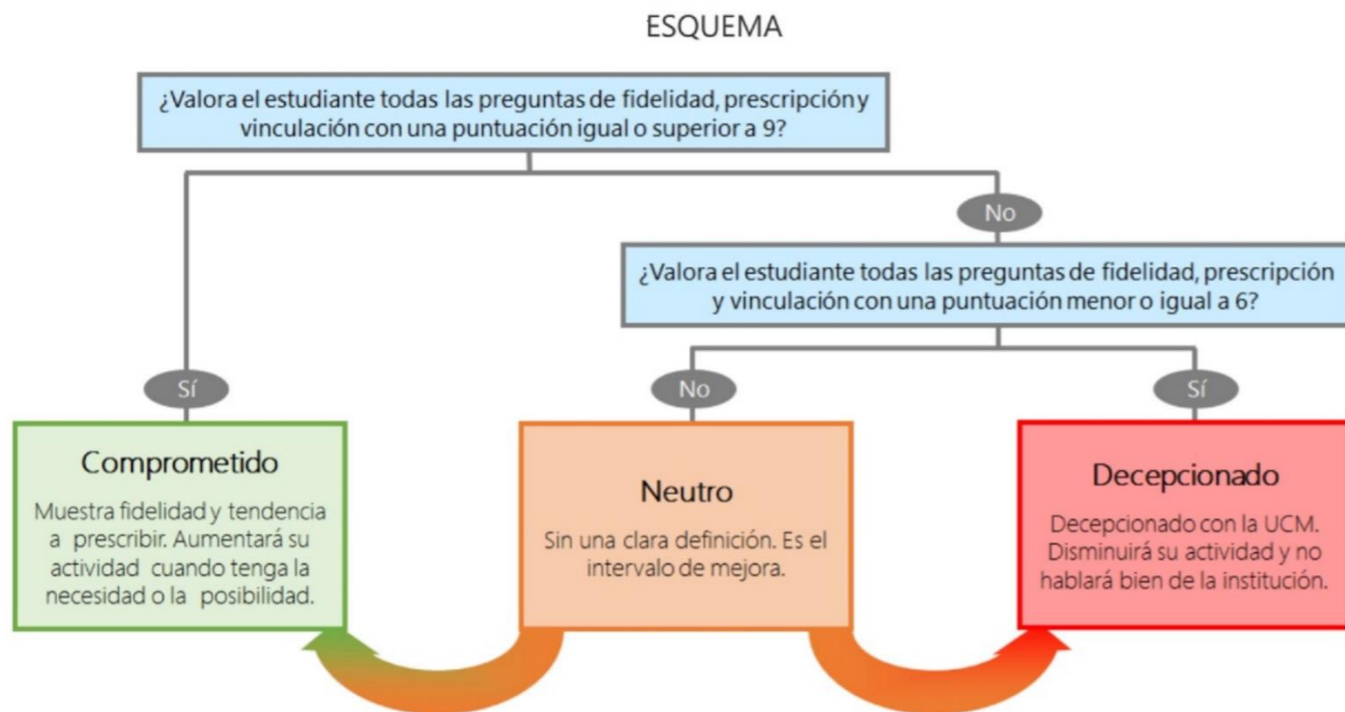 ESQUEMA
¿Valora el estudiante todas las preguntas de fidelidad, prescripción y
vinculación con una puntuación igual o superior a 9?
No
¿Valora el estudiante todas las preguntas de fidelidad, prescripción
y vinculación con una puntuación menor o igual a 6?
Sí
No
Sí
Comprometido
Muestra fidelidad y tendencia
a prescribir. Aumentará su
actividad cuando tenga la
necesidad o la posibilidad.
Neutro
Sin una clara definición. Es el
intervalo de mejora.
Decepcionado
Decepcionado con la UCM.
Disminuirá su actividad y no
hablará bien de la institución.